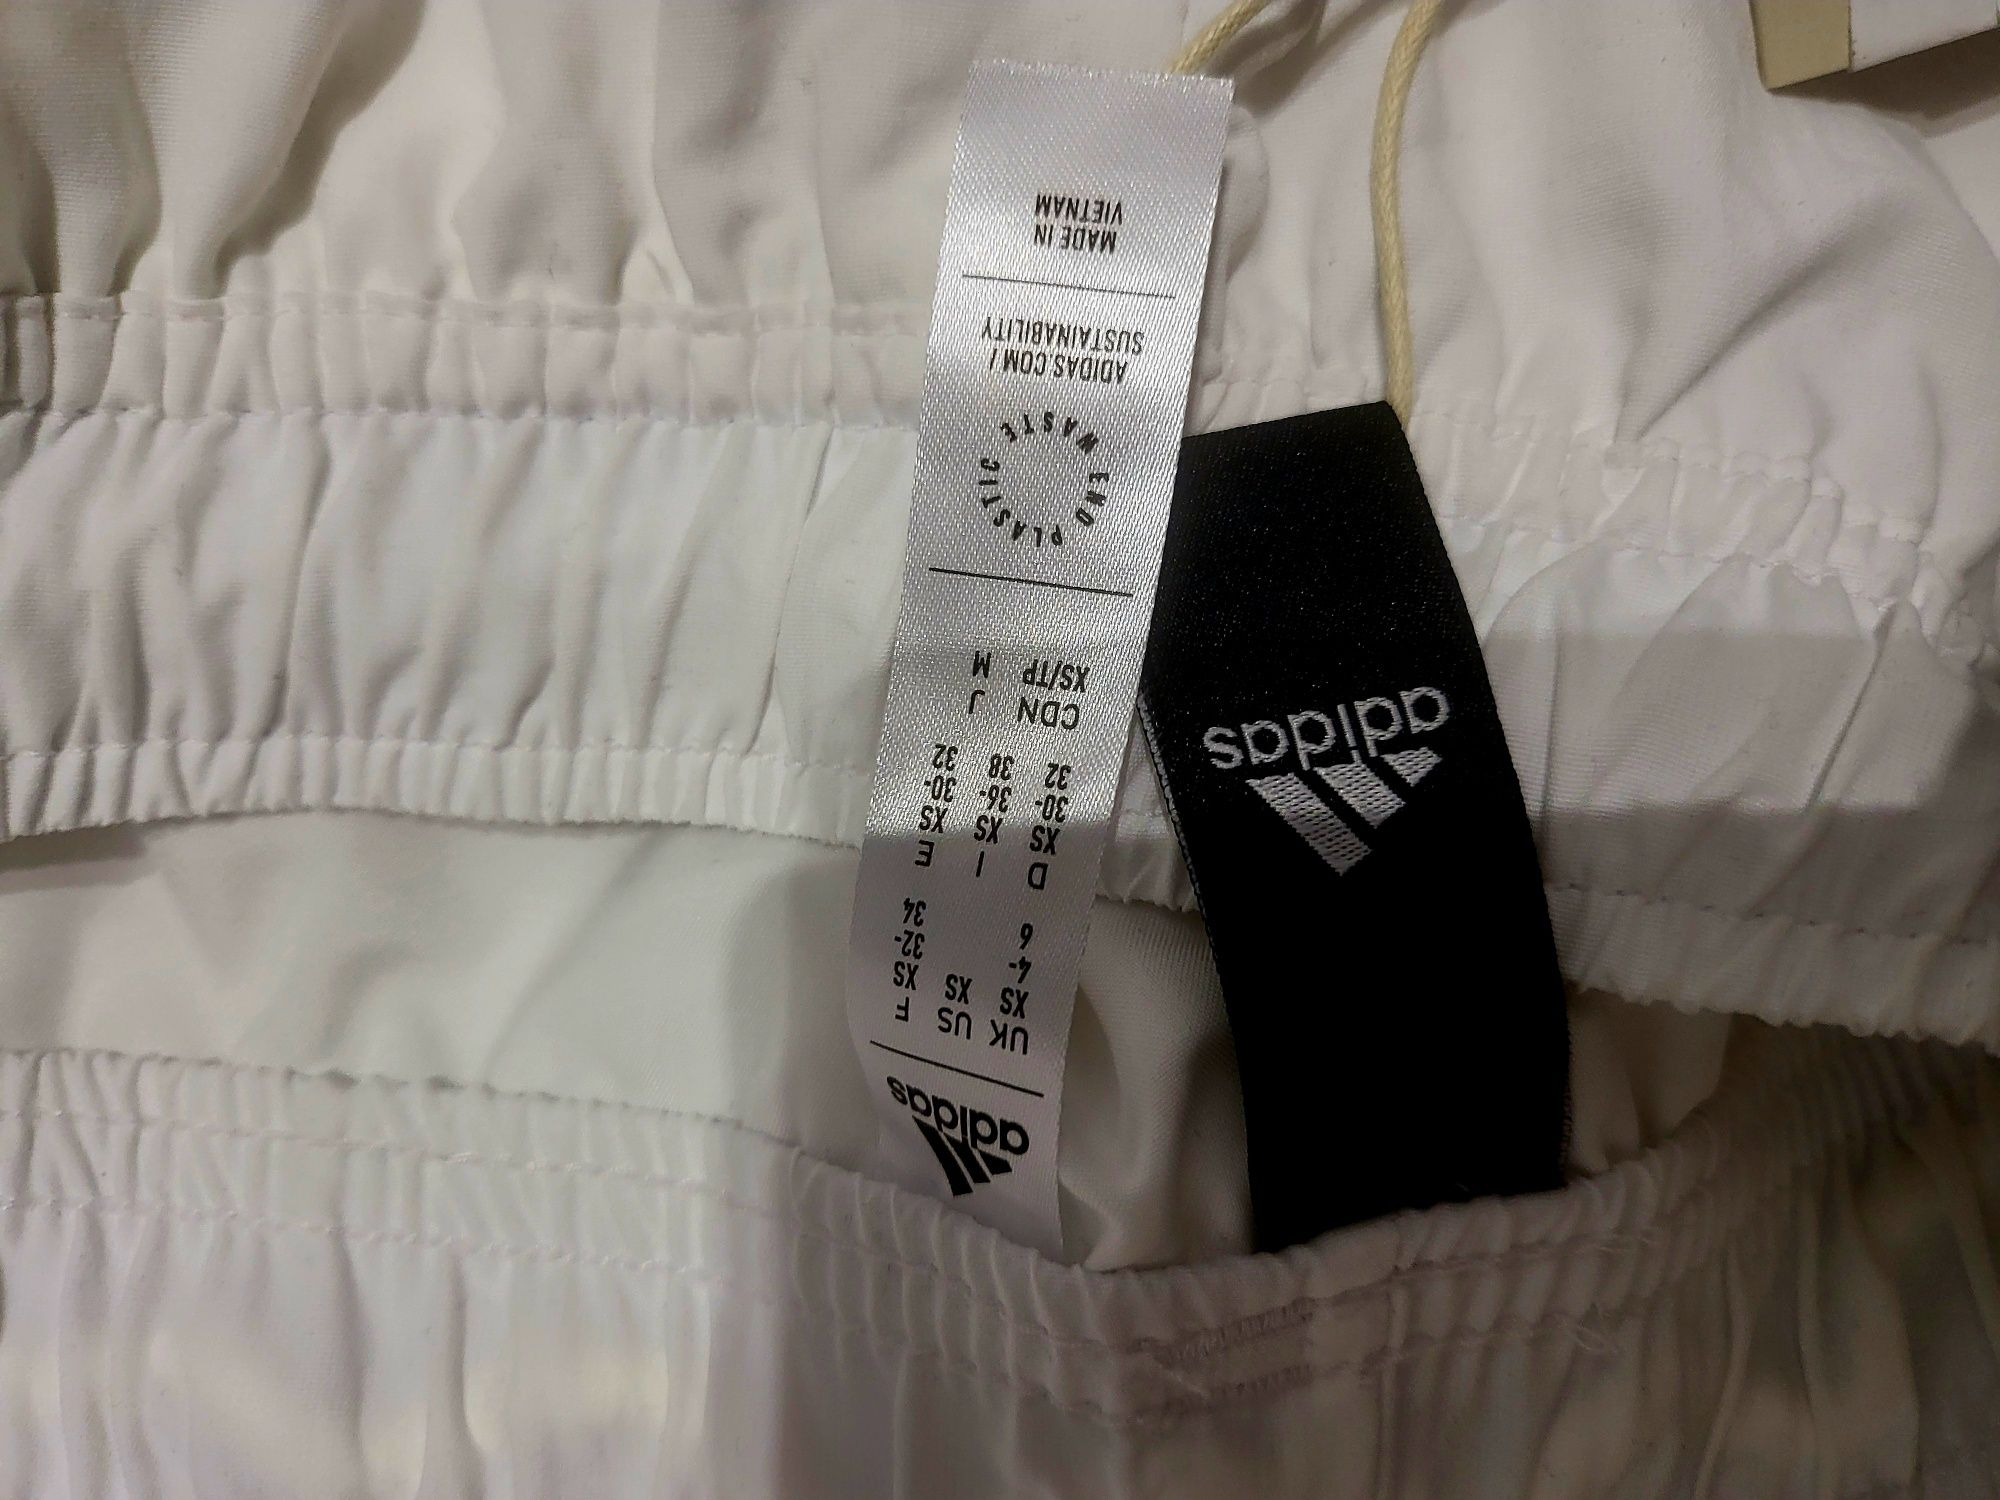 adidas
UK US F
XS XS XS
4- 32-
6 34
D I E
XS XS XS
30- 36- 30-
32 38 32
CDN J
XS/TP M
END PLASTIC WASTE
ADIDAS.COM /
SUSTAINABILITY
MADE IN
VIETNAM
adidas